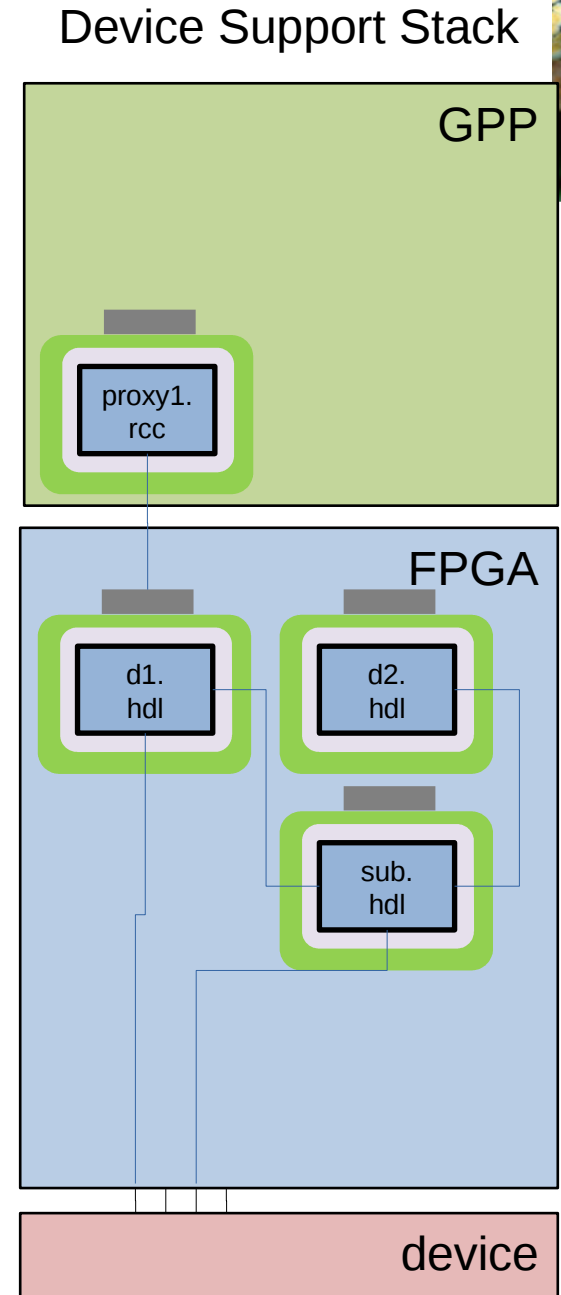 Device Support Stack
GPP
proxy1.
rcc
FPGA
d1.
hdl
d2.
hdl
sub.
hdl
device